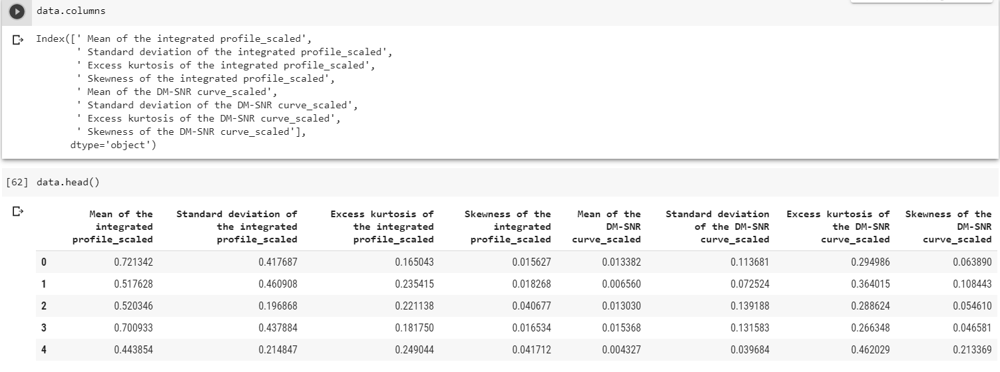 data.columns
Index([' Mean of the integrated profile_scaled',
' Standard deviation of the integrated profile_scaled',
' Excess kurtosis of the integrated profile_scaled',
' Skewness of the integrated profile_scaled',
' Mean of the DM-SNR curve_scaled',
' Standard deviation of the DM-SNR curve_scaled',
' Excess kurtosis of the DM-SNR curve_scaled',
' Skewness of the DM-SNR curve_scaled'],
dtype='object')
[62] data.head()
Mean of the Standard deviation of Excess kurtosis of Skewness of the Mean of the Standard deviation Excess kurtosis of Skewness of the
integrated the integrated the integrated integrated DM-SNR of the DM-SNR the DM-SNR DM-SNR
profile_scaled profile_scaled profile_scaled profile_scaled curve_scaled curve_scaled curve_scaled curve_scaled
0 0.721342 0.417687 0.165043 0.015627 0.013382 0.113681 0.294986 0.063890
1 0.517628 0.460908 0.235415 0.018268 0.006560 0.072524 0.364015 0.108443
2 0.520346 0.196868 0.221138 0.040677 0.013030 0.139188 0.288624 0.054610
3 0.700933 0.437884 0.181750 0.016534 0.015368 0.131583 0.266348 0.046581
4 0.443854 0.214847 0.249044 0.041712 0.004327 0.039684 0.462029 0.213369